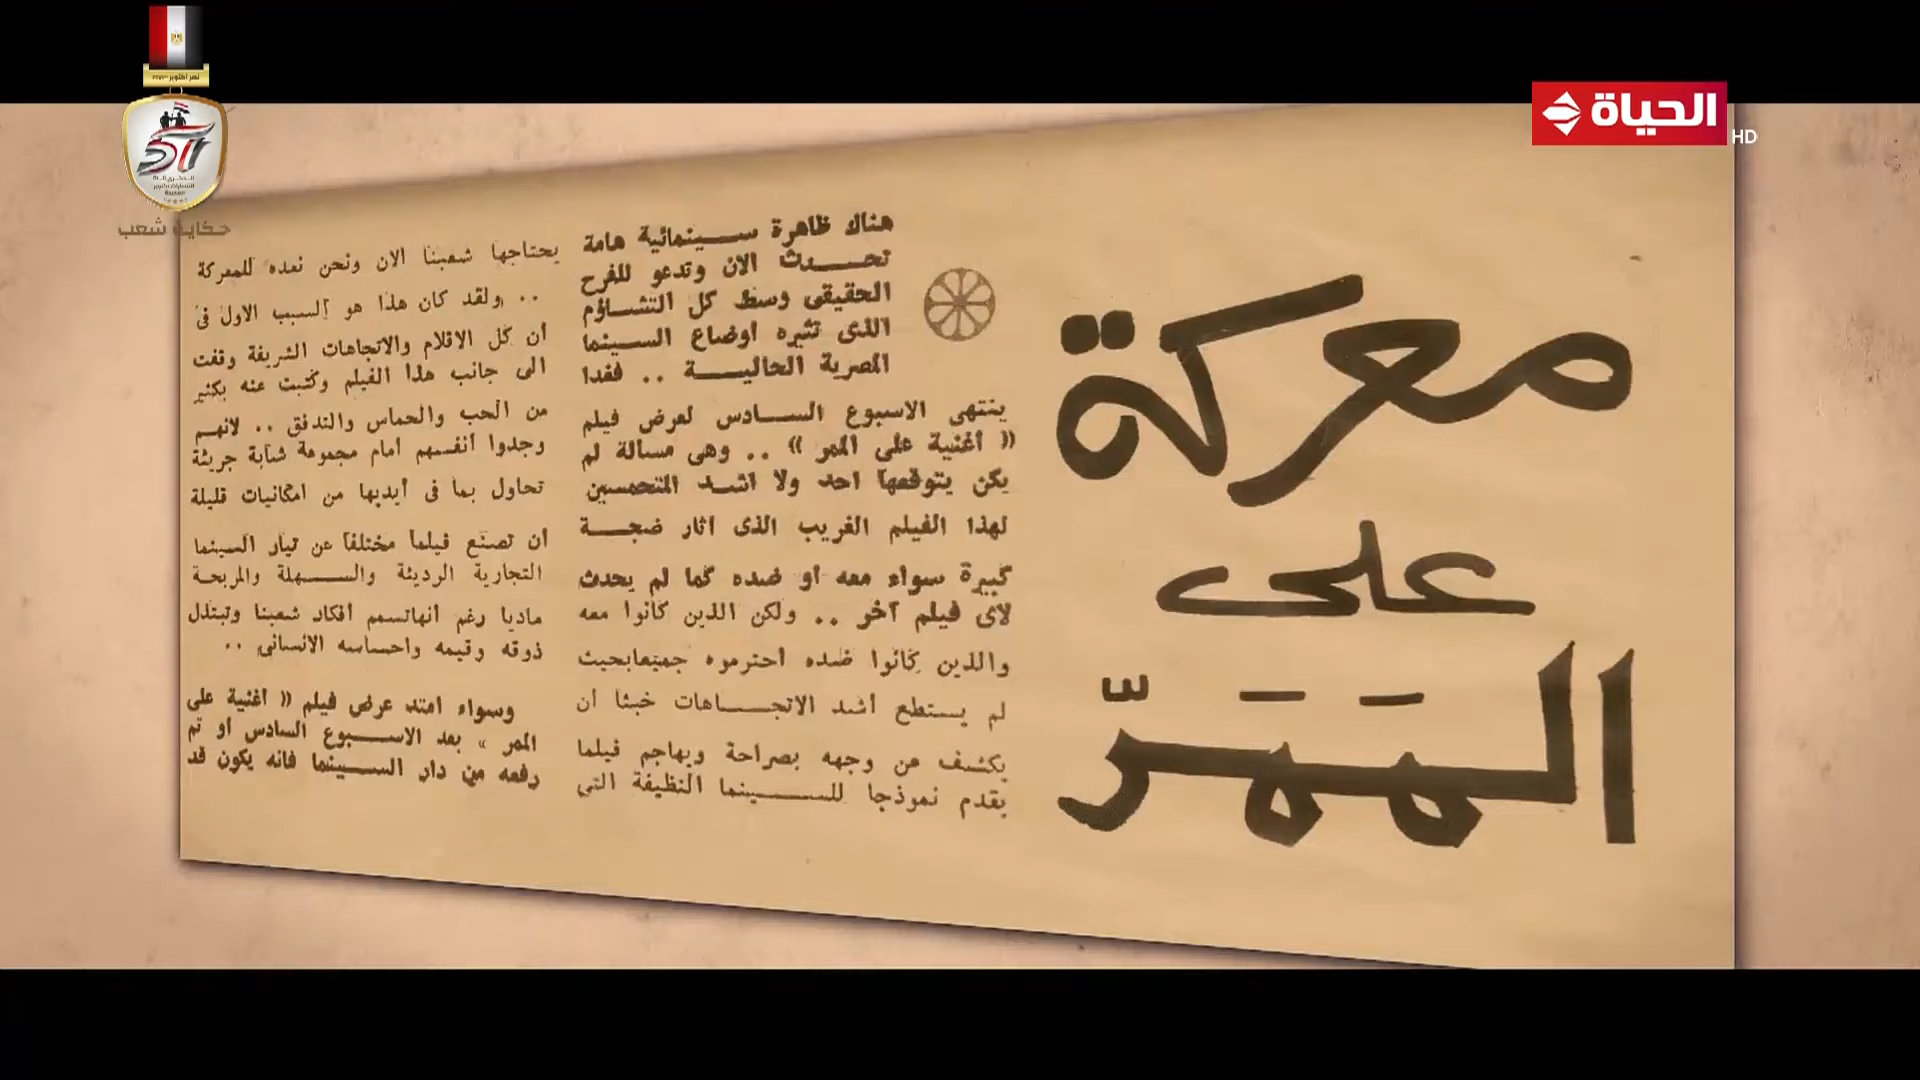 نصر أكتوبر
حكاية شعب
الحياة
HD
معركة
على
الممر
هناك ظاهرة سينمائية هامة
تحدث الان وتدعو للفرح
الحقيقى وسط كل التشاؤم
الذى تثيره أوضاع السينما
المصرية الحالية .. فغدا
ينتهى الاسبوع السادس لعرض فيلم
« أغنية على الممر » .. وهى مسالة لم
يكن يتوقعها احد ولا اشد المتحمسين
لهذا الفيلم الغريب الذى أثار ضجة
كبيرة سواء معه أو ضده كما لم يحدث
لاى فيلم آخر .. ولكن الذين كانوا معه
والذين كانوا ضده احترموه جميعابحيث
لم يستطع أشد الاتجاهات خبثا أن
يكشف عن وجهه بصراحة ويهاجم فيلما
يقدم نموذجا للسينما النظيفة التى
يحتاجها شعبنا الان ونحن نعده للمعركة
.. ولقد كان هذا هو السبب الاول فى
أن كل الاقلام والاتجاهات الشريفة وقفت
الى جانب هذا الفيلم وكتبت عنه بكثير
من الحب والحماس والتدفق .. لانهم
وجدوا أنفسهم أمام مجموعة شابة جريئة
تحاول بما فى أيديها من امكانيات قليلة
أن تصنع فيلما مختلفا عن تيار السينما
التجارية الرديئة والسهلة والمربحة
ماديا رغم انهاتسمم أفكار شعبنا وتبتذل
ذوقه وقيمه واحساسه الانسانى ..
وسواء امتد عرض فيلم « أغنية على
الممر » بعد الاسبوع السادس أو تم
رفعه من دار السينما فانه يكون قد